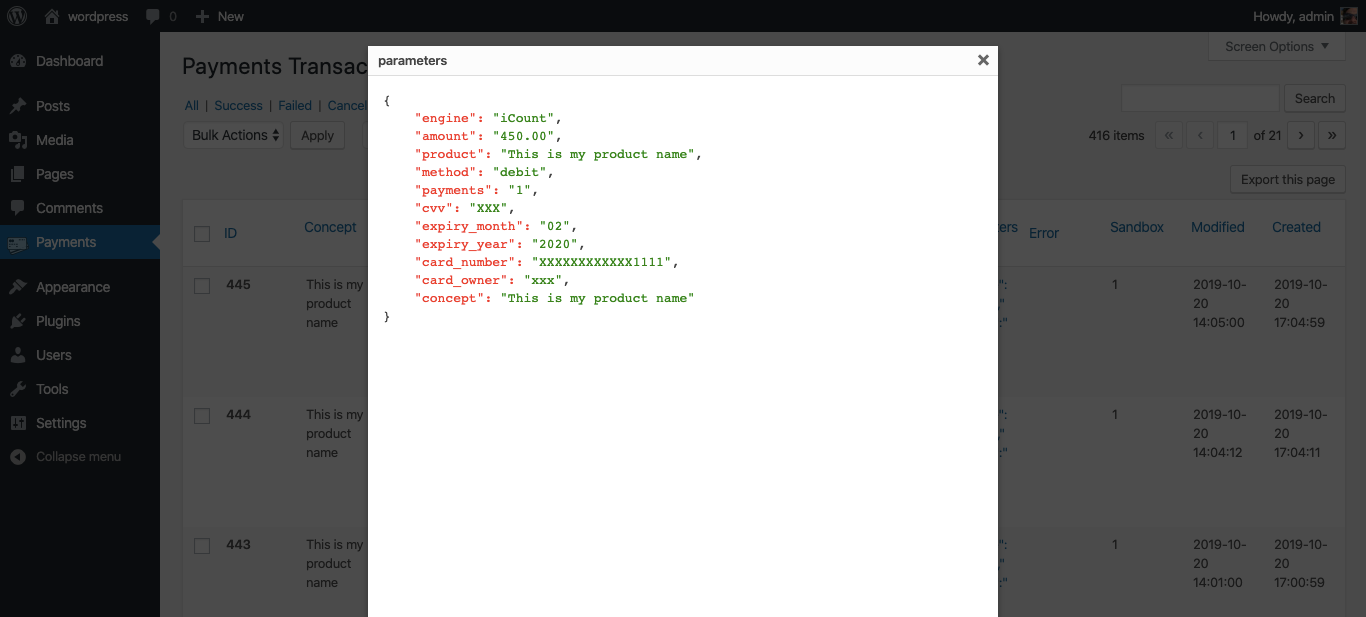 wordpress 0 + New Howdy, admin
Dashboard
Posts
Media
Pages
Comments
Payments
Appearance
Plugins
Users
Tools
Settings
Collapse menu
Screen Options ▼
Payments Transac
All | Success | Failed | Cancel
Search
Bulk Actions Apply
416 items « ‹ 1 of 21 › »
Export this page
ID Concept ters Error Sandbox Modified Created
445 This is my 1 2019-10- 2019-10-
product 20 20
name 14:05:00 17:04:59
444 This is my 1 2019-10- 2019-10-
product 20 20
name 14:04:12 17:04:11
443 This is my 1 2019-10- 2019-10-
product 20 20
name 14:01:00 17:00:59
parameters ×
{
"engine": "iCount",
"amount": "450.00",
"product": "This is my product name",
"method": "debit",
"payments": "1",
"cvv": "XXX",
"expiry_month": "02",
"expiry_year": "2020",
"card_number": "XXXXXXXXXXXX1111",
"card_owner": "xxx",
"concept": "This is my product name"
}